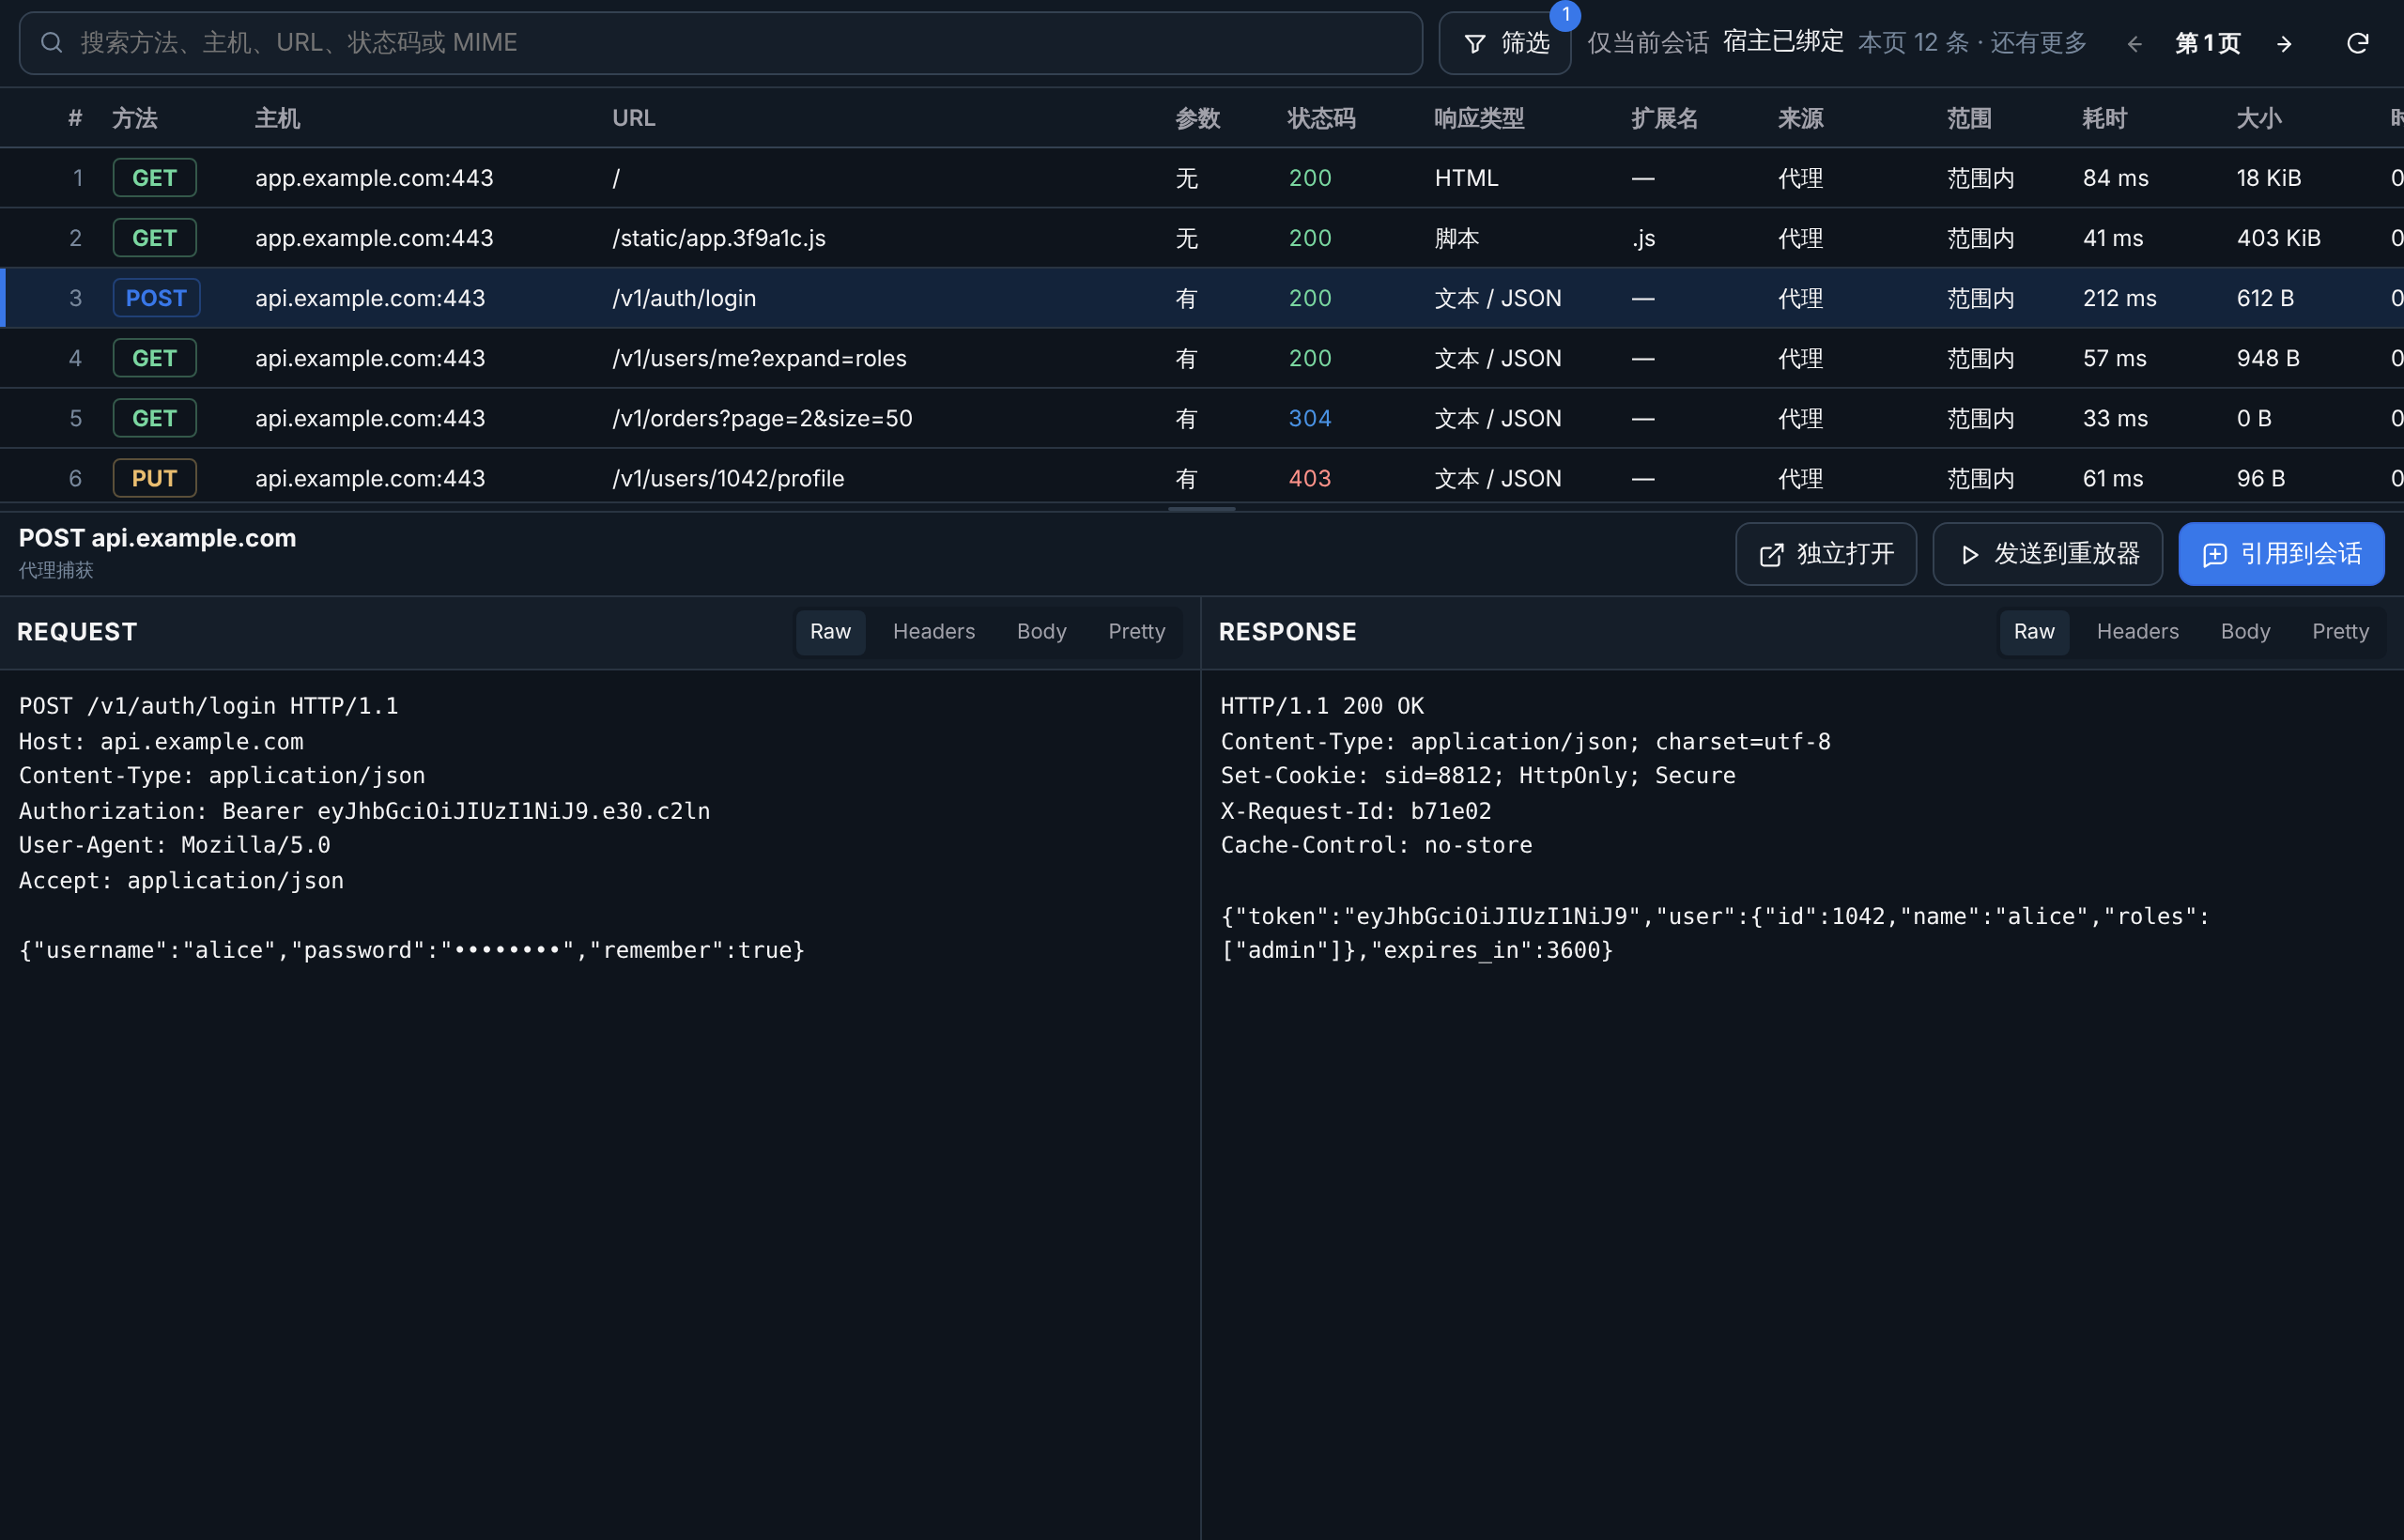 搜索方法、主机、URL、状态码或 MIME 筛选 1 仅当前会话 宿主已绑定 本页 12 条 · 还有更多 第 1 页
# 方法 主机 URL 参数 状态码 响应类型 扩展名 来源 范围 耗时 大小
1 GET app.example.com:443 / 无 200 HTML — 代理 范围内 84 ms 18 KiB 0
2 GET app.example.com:443 /static/app.3f9a1c.js 无 200 脚本 .js 代理 范围内 41 ms 403 KiB 0
3 POST api.example.com:443 /v1/auth/login 有 200 文本 / JSON — 代理 范围内 212 ms 612 B 0
4 GET api.example.com:443 /v1/users/me?expand=roles 有 200 文本 / JSON — 代理 范围内 57 ms 948 B 0
5 GET api.example.com:443 /v1/orders?page=2&size=50 有 304 文本 / JSON — 代理 范围内 33 ms 0 B 0
6 PUT api.example.com:443 /v1/users/1042/profile 有 403 文本 / JSON — 代理 范围内 61 ms 96 B 0
POST api.example.com
代理捕获
独立打开 发送到重放器 引用到会话
REQUEST Raw Headers Body Pretty
POST /v1/auth/login HTTP/1.1
Host: api.example.com
Content-Type: application/json
Authorization: Bearer eyJhbGciOiJIUzI1NiJ9.e30.c2ln
User-Agent: Mozilla/5.0
Accept: application/json
{"username":"alice","password":"••••••••","remember":true}
RESPONSE Raw Headers Body Pretty
HTTP/1.1 200 OK
Content-Type: application/json; charset=utf-8
Set-Cookie: sid=8812; HttpOnly; Secure
X-Request-Id: b71e02
Cache-Control: no-store
{"token":"eyJhbGciOiJIUzI1NiJ9","user":{"id":1042,"name":"alice","roles":
["admin"]},"expires_in":3600}